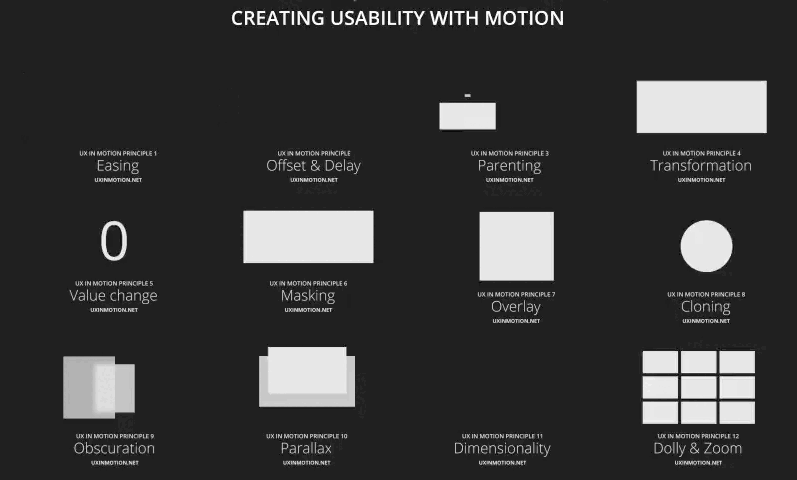 CREATING USABILITY WITH MOTION
UX IN MOTION PRINCIPLE 1
Easing
UXINMOTION.NET
UX IN MOTION PRINCIPLE
Offset & Delay
UXINMOTION.NET
UX IN MOTION PRINCIPLE 3
Parenting
UXINMOTION.NET
UX IN MOTION PRINCIPLE 4
Transformation
UXINMOTION.NET
0
UX IN MOTION PRINCIPLE 5
Value change
UXINMOTION.NET
UX IN MOTION PRINCIPLE 6
Masking
UXINMOTION.NET
UX IN MOTION PRINCIPLE 7
Overlay
UXINMOTION.NET
UX IN MOTION PRINCIPLE 8
Cloning
UXINMOTION.NET
UX IN MOTION PRINCIPLE 9
Obscuration
UXINMOTION.NET
UX IN MOTION PRINCIPLE 10
Parallax
UXINMOTION.NET
UX IN MOTION PRINCIPLE 11
Dimensionality
UXINMOTION.NET
UX IN MOTION PRINCIPLE 12
Dolly & Zoom
UXINMOTION.NET